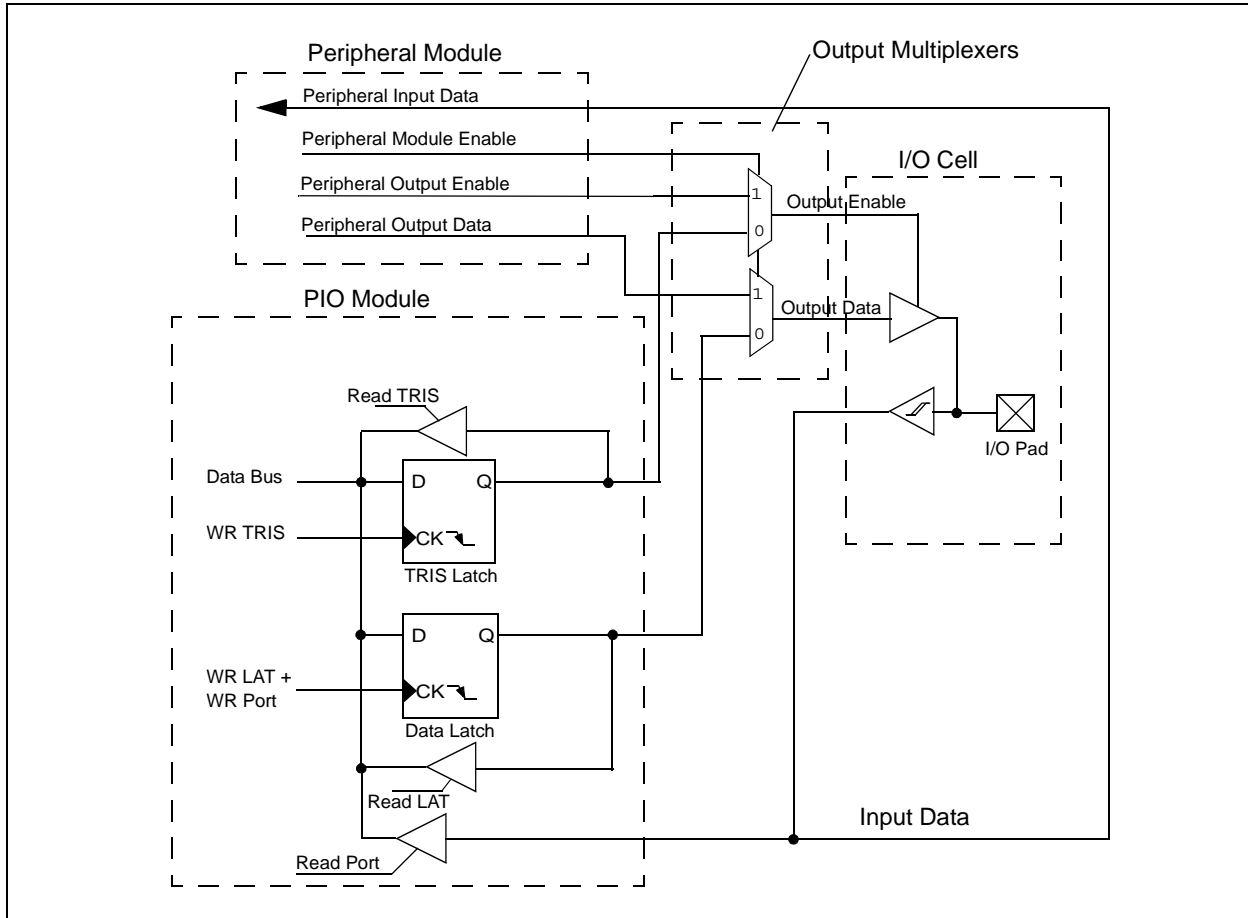 Peripheral Module
Output Multiplexers
Peripheral Input Data
Peripheral Module Enable
I/O Cell
Peripheral Output Enable
1
Output Enable
Peripheral Output Data
0
PIO Module
1
Output Data
0
Read TRIS
I/O Pad
Data Bus
D
Q
WR TRIS
CK
TRIS Latch
D
Q
WR LAT +
WR Port
CK
Data Latch
Read LAT
Input Data
Read Port